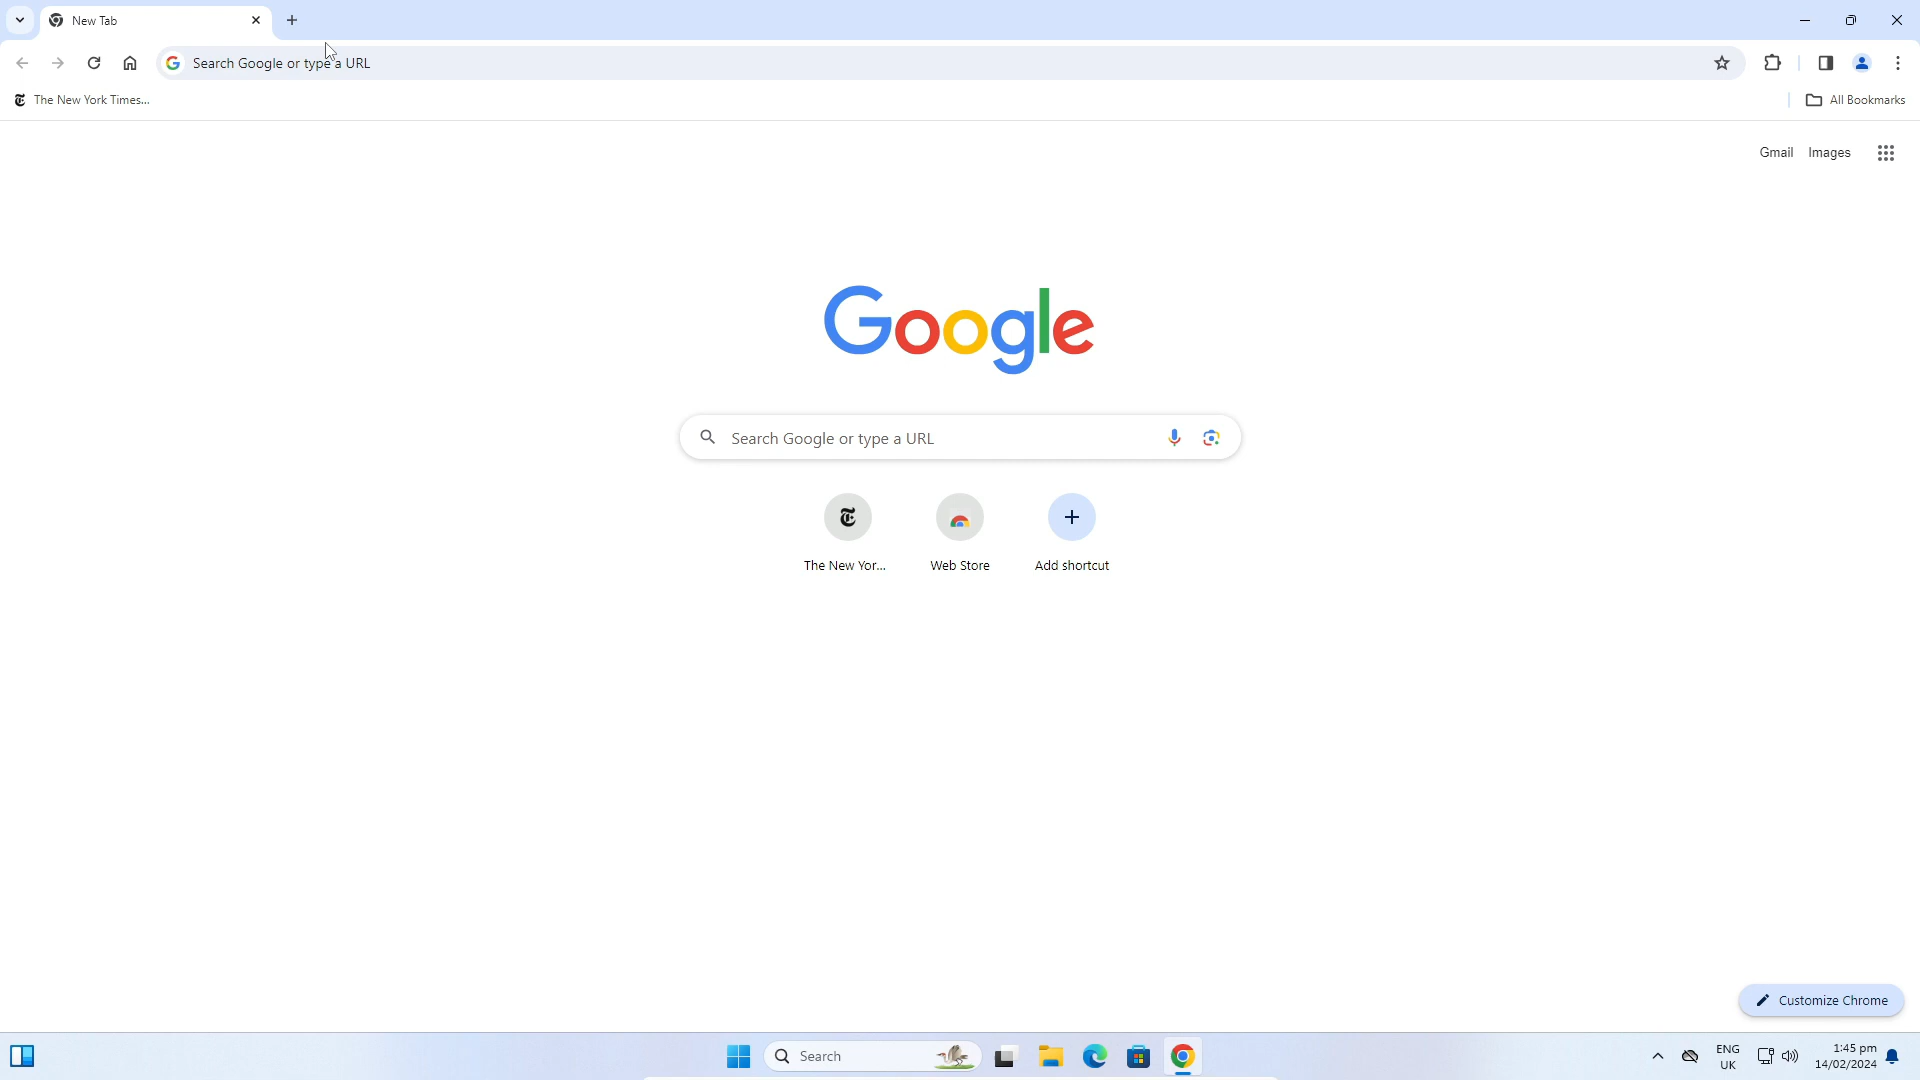 New Tab
Search Google or type a URL
The New York Times...
All Bookmarks
Gmail Images
Google
Search Google or type a URL
The New Yor... Web Store Add shortcut
Customize Chrome
Search
ENG
UK
1:45 pm
14/02/2024